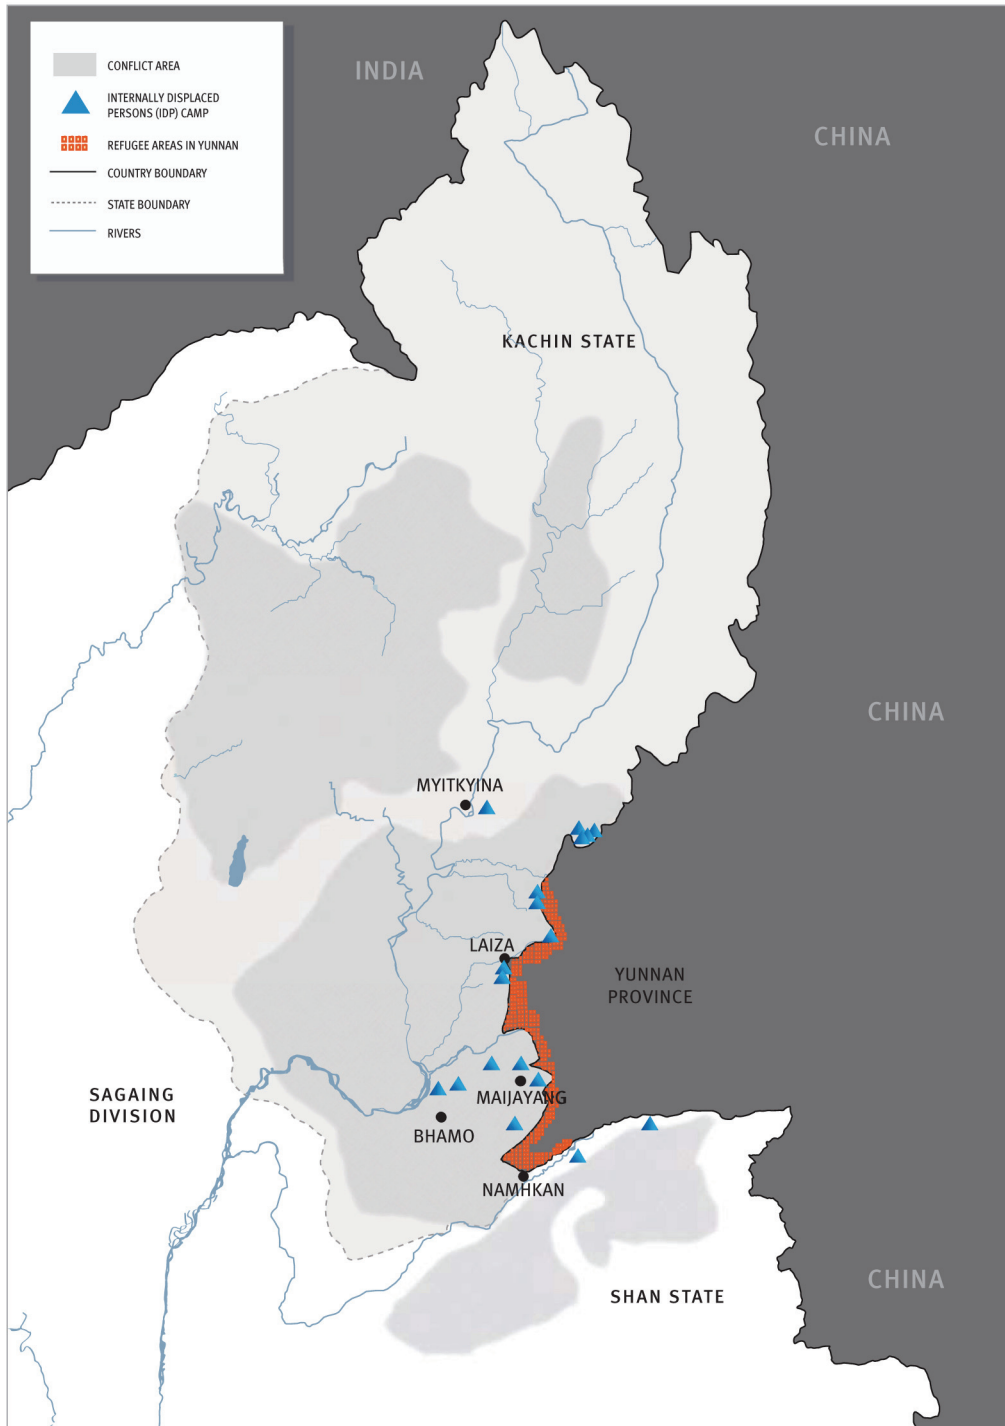 CONFLICT AREA
INTERNALLY DISPLACED
PERSONS (IDP) CAMP
REFUGEE AREAS IN YUNNAN
COUNTRY BOUNDARY
STATE BOUNDARY
RIVERS
INDIA
CHINA
KACHIN STATE
CHINA
MYITKYINA
LAIZA
YUNNAN
PROVINCE
SAGAING
DIVISION
MAIJAYANG
BHAMO
NAMHKAN
CHINA
SHAN STATE